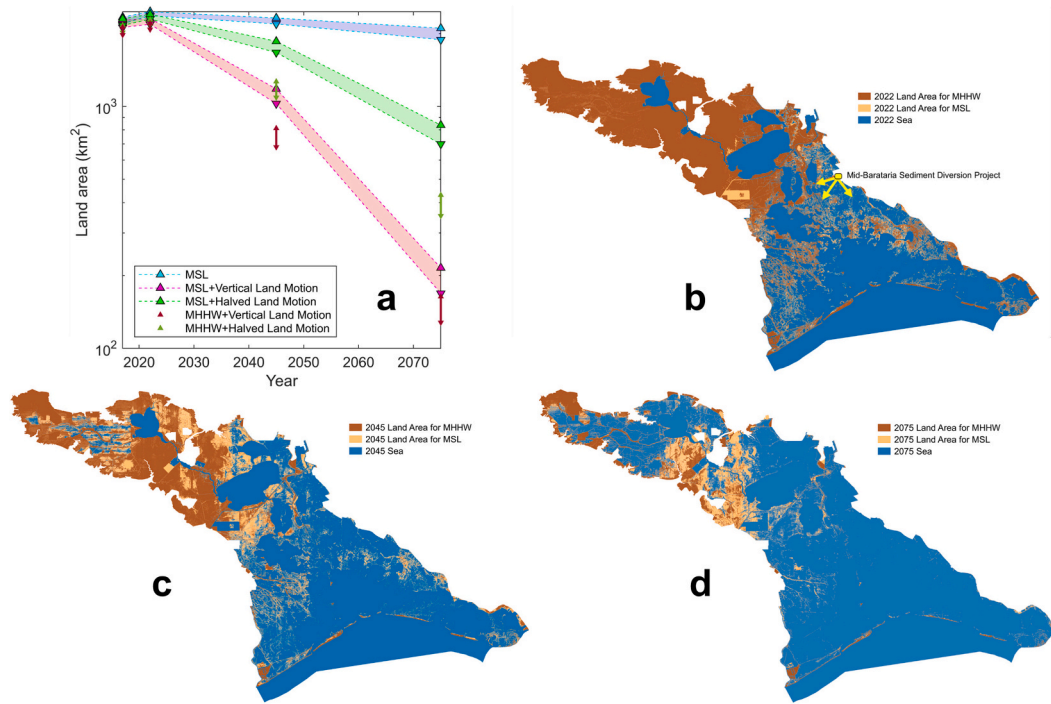 Land area (km²)
10³
10²
2020
2030
2040
2050
2060
2070
Year
MSL
MSL+Vertical Land Motion
MSL+Halved Land Motion
MHHW+Vertical Land Motion
MHHW+Halved Land Motion
a
2022 Land Area for MHHW
2022 Land Area for MSL
2022 Sea
Mid-Barataria Sediment Diversion Project
b
2045 Land Area for MHHW
2045 Land Area for MSL
2045 Sea
c
2075 Land Area for MHHW
2075 Land Area for MSL
2075 Sea
d